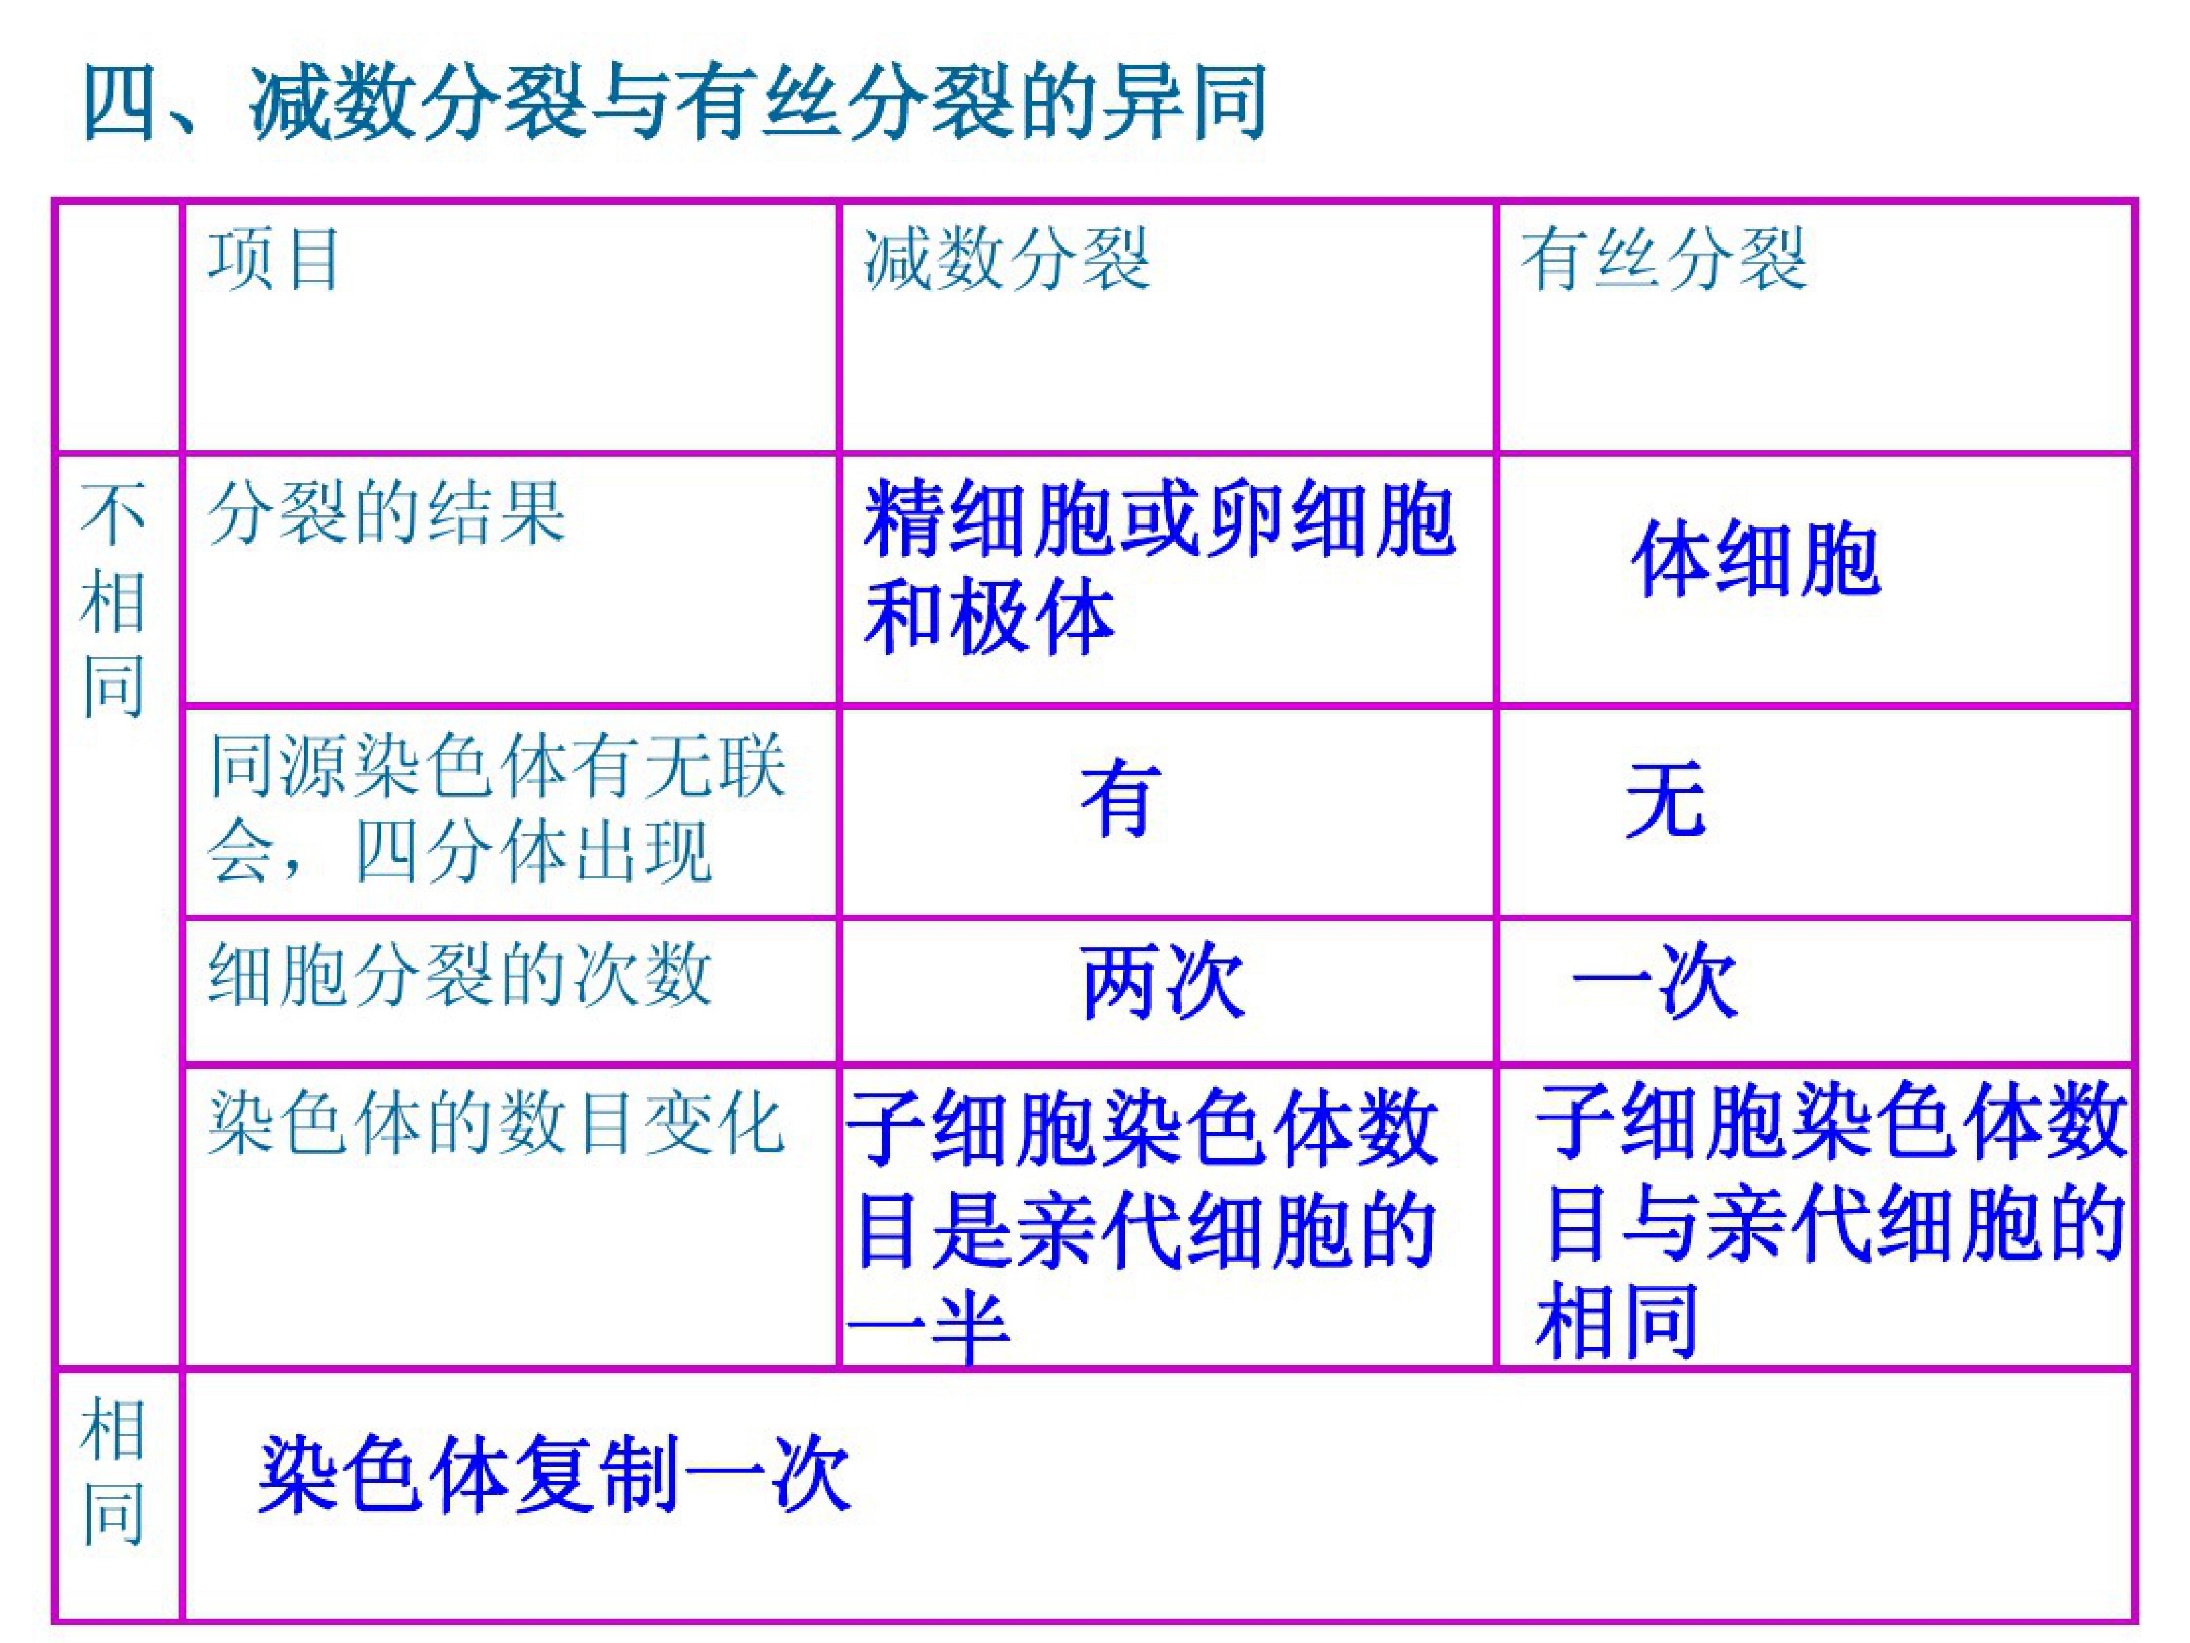 四、减数分裂与有丝分裂的异同
项目
减数分裂
有丝分裂
不
相
同
分裂的结果
精细胞或卵细胞
和极体
体细胞
同源染色体有无联
会，四分体出现
有
无
细胞分裂的次数
两次
一次
染色体的数目变化
子细胞染色体数
目是亲代细胞的
一半
子细胞染色体数
目与亲代细胞的
相同
相
同
染色体复制一次